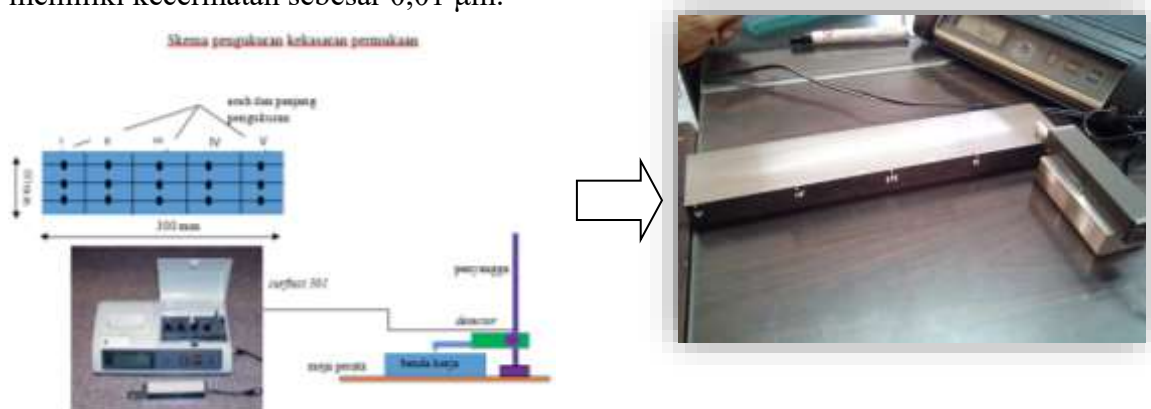 memiliki kecermatan sebesar 0,01 μm.
Skema pengukuran kekasaran permukaan
arah dan panjang
pengukuran
I II III IV V
300 mm
surftest 301
penyangga
detector
meja perata
benda kerja